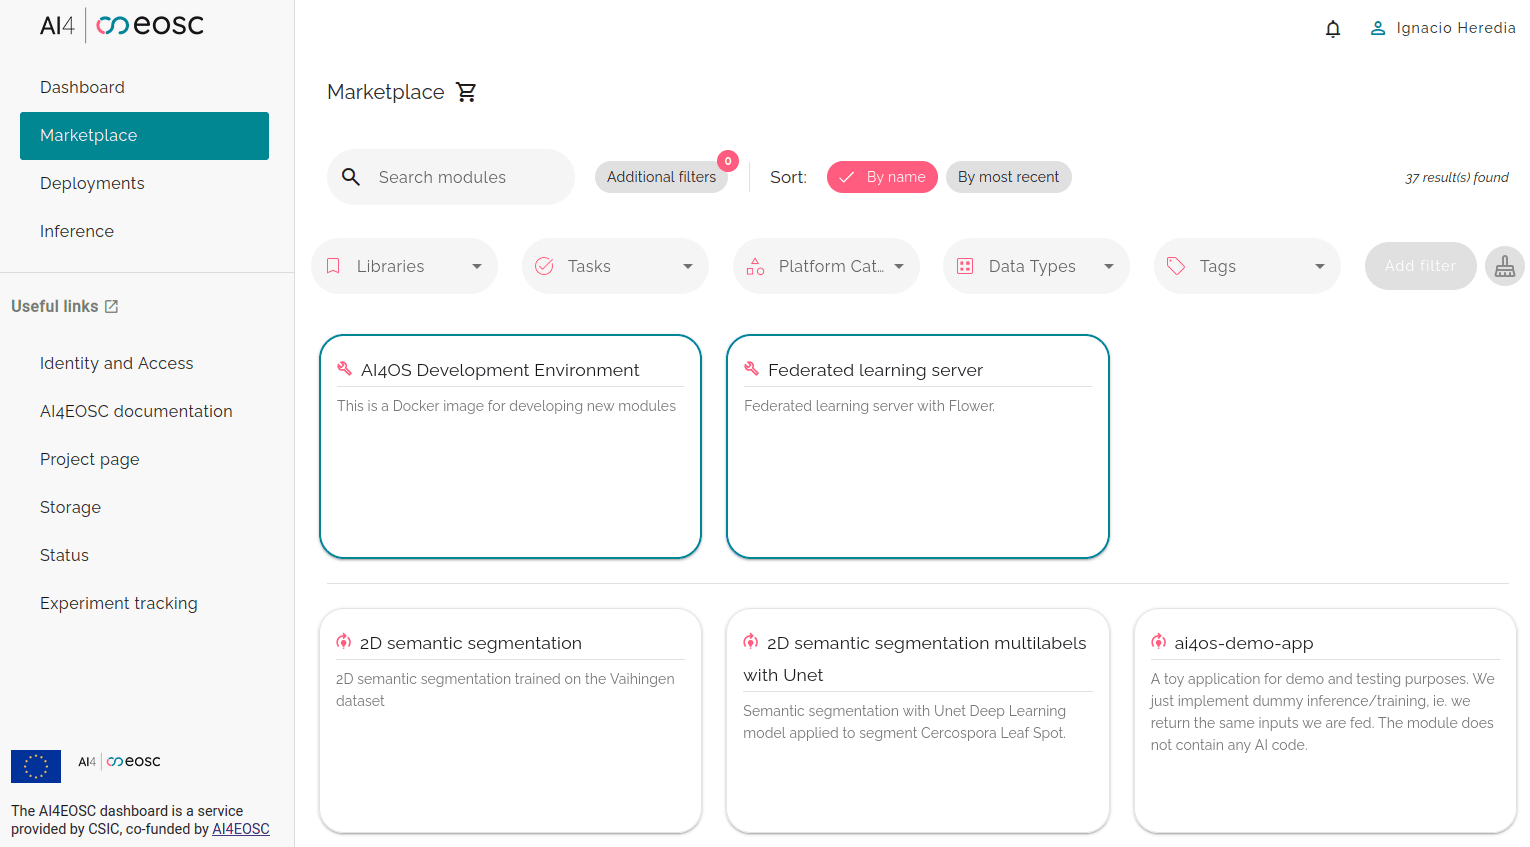 AI4 eosc
Ignacio Heredia
Dashboard
Marketplace
Deployments
Inference
Useful links
Identity and Access
AI4EOSC documentation
Project page
Storage
Status
Experiment tracking
AI4 eosc
The AI4EOSC dashboard is a service
provided by CSIC, co-funded by AI4EOSC
Marketplace
Search modules
Additional filters
0
Sort:
By name
By most recent
37 result(s) found
Libraries
Tasks
Platform Cat...
Data Types
Tags
Add filter
AI4OS Development Environment
This is a Docker image for developing new modules
Federated learning server
Federated learning server with Flower.
2D semantic segmentation
2D semantic segmentation trained on the Vaihingen
dataset
2D semantic segmentation multilabels
with Unet
Semantic segmentation with Unet Deep Learning
model applied to segment Cercospora Leaf Spot.
ai4os-demo-app
A toy application for demo and testing purposes. We
just implement dummy inference/training, ie. we
return the same inputs we are fed. The module does
not contain any AI code.